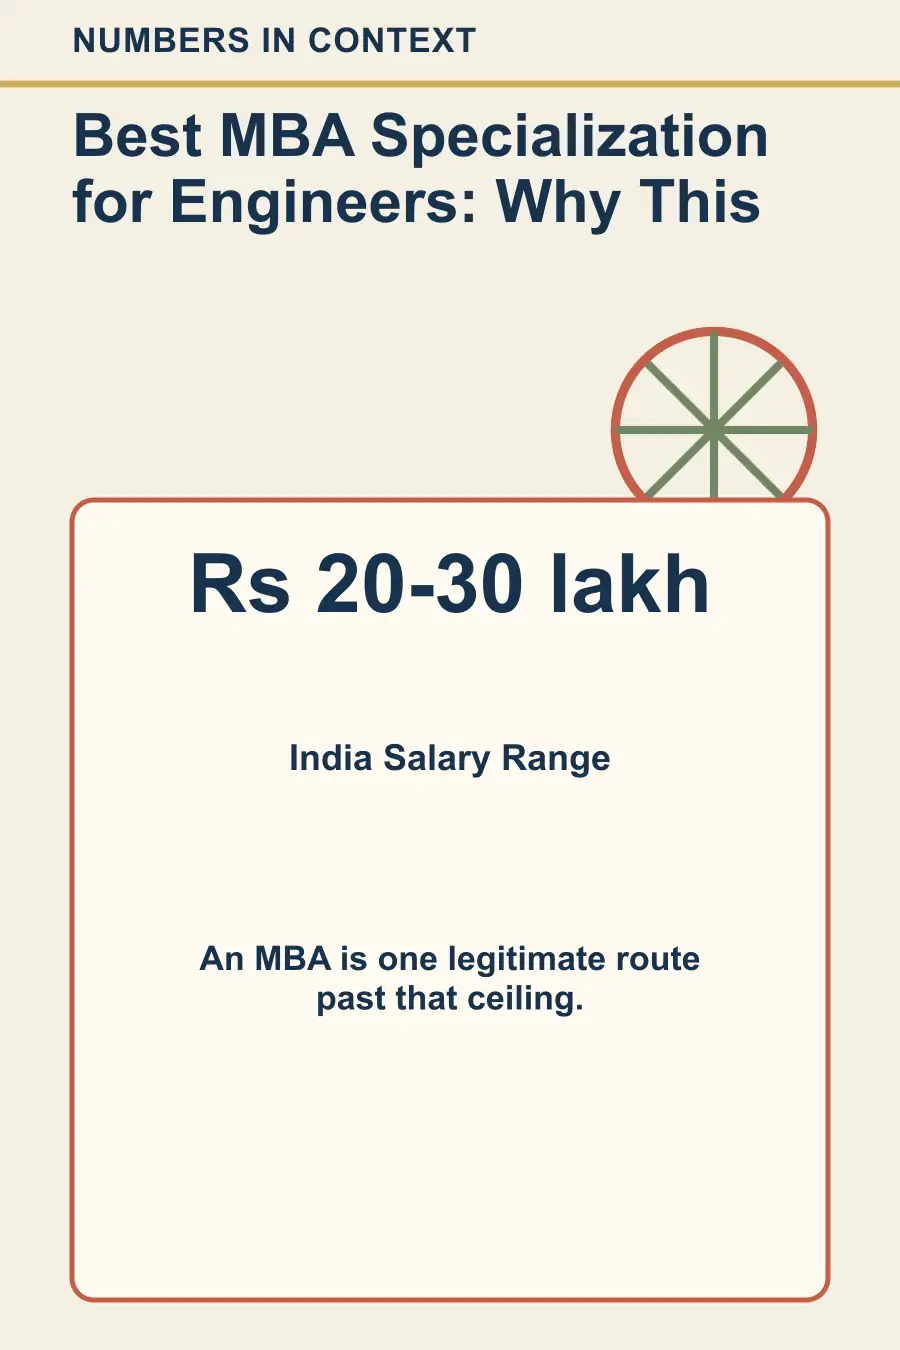 NUMBERS IN CONTEXT
Best MBA Specialization
for Engineers: Why This
Rs 20-30 lakh
India Salary Range
An MBA is one legitimate route
past that ceiling.